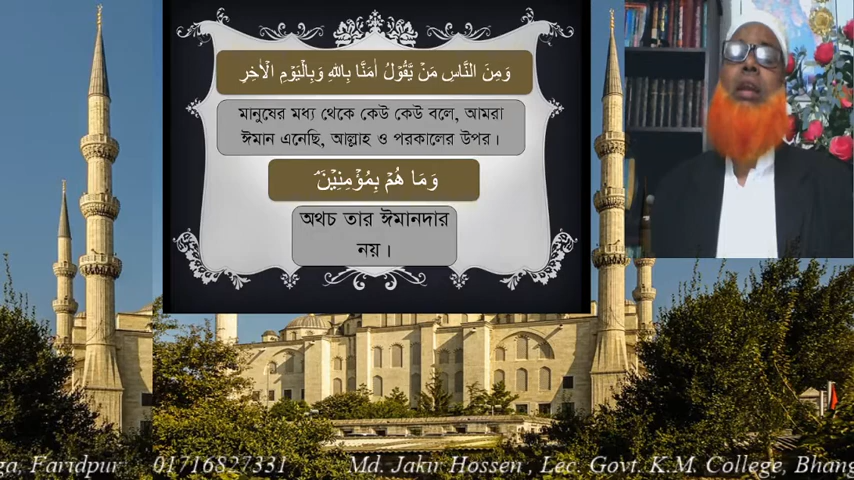 وَمِنَ النَّاسِ مَنْ يَّقُوْلُ اٰمَنَّا بِاللّٰهِ وَبِالْيَوْمِ الْاٰخِرِ
মানুষের মধ্য থেকে কেউ কেউ বলে, আমরা
ঈমান এনেছি, আল্লাহ ও পরকালের উপর।
وَمَا هُمْ بِمُؤْمِنِيْنَۘ
অথচ তার ঈমানদার
নয়।
ga, Faridpur 01716827331 Md. Jakir Hossen , Lec. Govt. K.M. College, Bhang